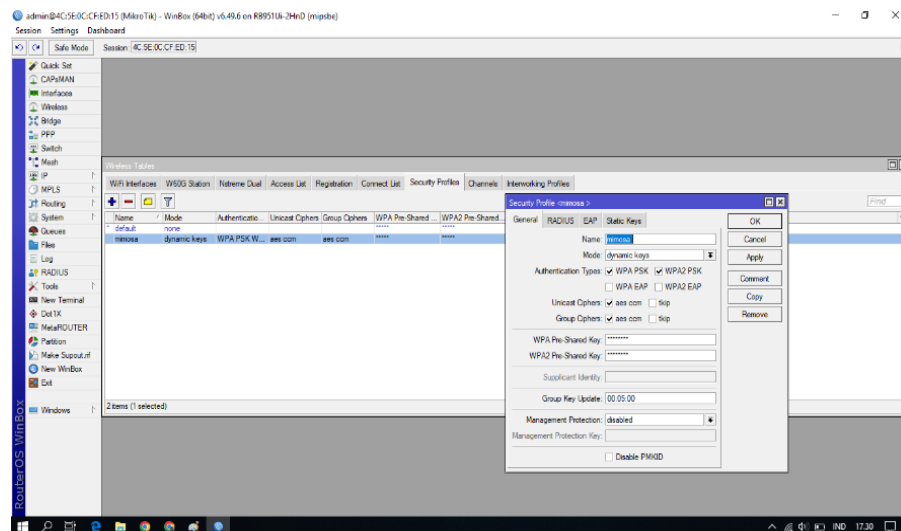 admin@4C:5E:0C:CF:ED:15 (MikroTik) - WinBox (64bit) v6.49.6 on RB951Ui-2HnD (mipsbe)
Session Settings Dashboard
Safe Mode Session: 4C:5E:0C:CF:ED:15
Quick Set
CAPsMAN
Interfaces
Wireless
Bridge
PPP
Switch
Mesh
IP
MPLS
Routing
System
Queues
Files
Log
RADIUS
Tools
New Terminal
Dot1X
MetaROUTER
Partition
Make Supout.rif
New WinBox
Exit
Windows
RouterOS WinBox
Wireless Tables
WiFi Interfaces W60G Station Nstreme Dual Access List Registration Connect List Security Profiles Channels Interworking Profiles
Find
Name / Mode Authenticatio... Unicast Ciphers Group Ciphers WPA Pre-Shared ... WPA2 Pre-Shared...
* default none ***** *****
mimosa dynamic keys WPA PSK W... aes ccm aes ccm ***** *****
2 items (1 selected)
Security Profile <mimosa >
General RADIUS EAP Static Keys
Name: mimosa
Mode: dynamic keys
Authentication Types: WPA PSK WPA2 PSK
WPA EAP WPA2 EAP
Unicast Ciphers: aes ccm tkip
Group Ciphers: aes ccm tkip
WPA Pre-Shared Key: ********
WPA2 Pre-Shared Key: ********
Supplicant Identity:
Group Key Update: 00:05:00
Management Protection: disabled
Management Protection Key:
Disable PMKID
OK
Cancel
Apply
Comment
Copy
Remove
IND 17.30